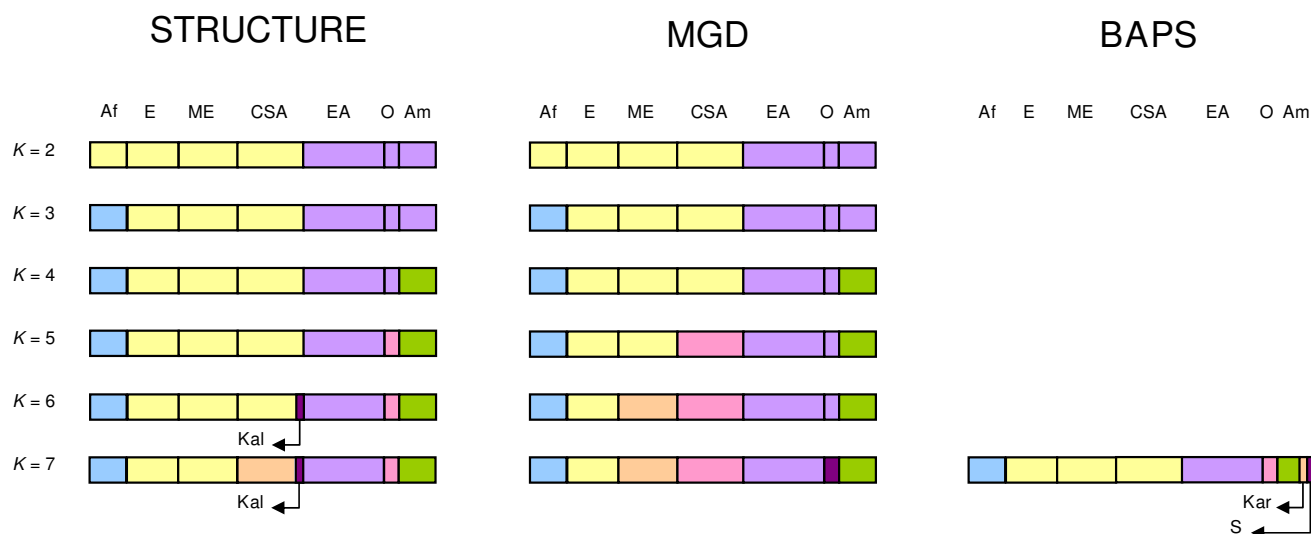 STRUCTURE MGD BAPS
Af E ME CSA EA O Am Af E ME CSA EA O Am Af E ME CSA EA O Am
K = 2
K = 3
K = 4
K = 5
K = 6
Kal
K = 7
Kal Kar
S